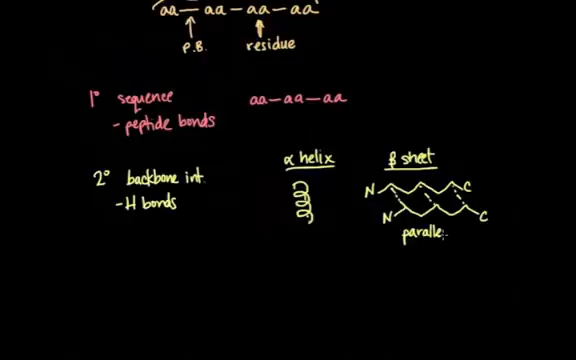 aa — aa — aa — aa
P.B. residue
1° sequence aa — aa — aa
- peptide bonds
α helix β sheet
2° backbone int.
- H bonds
N C
N C
paralle